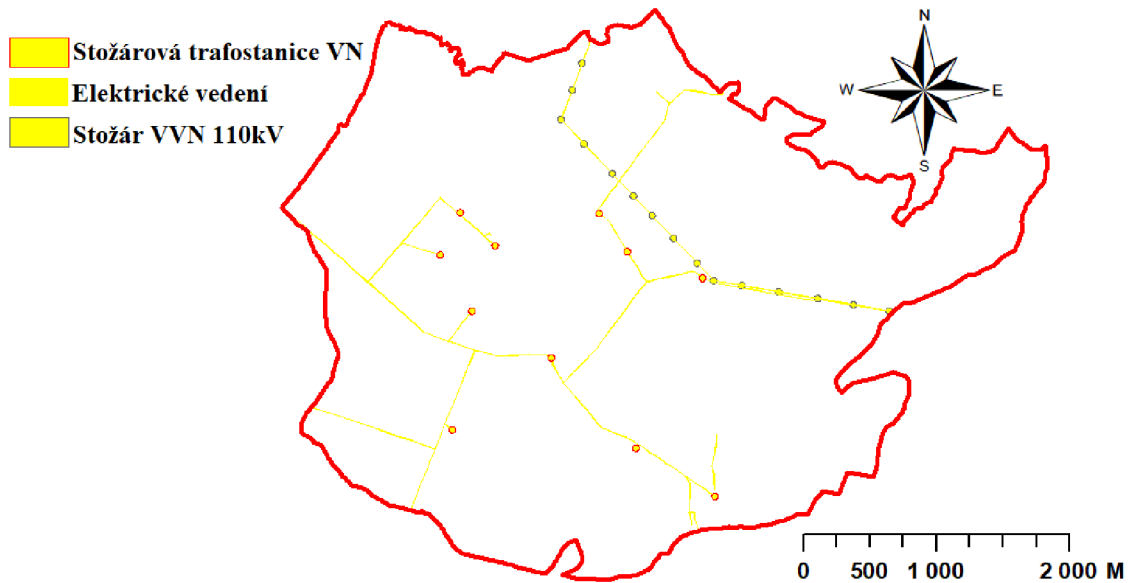 Stožárová trafostanice VN
Elektrické vedení
Stožár VVN 110kV
N
W
E
S
0 500 1 000 2 000 M